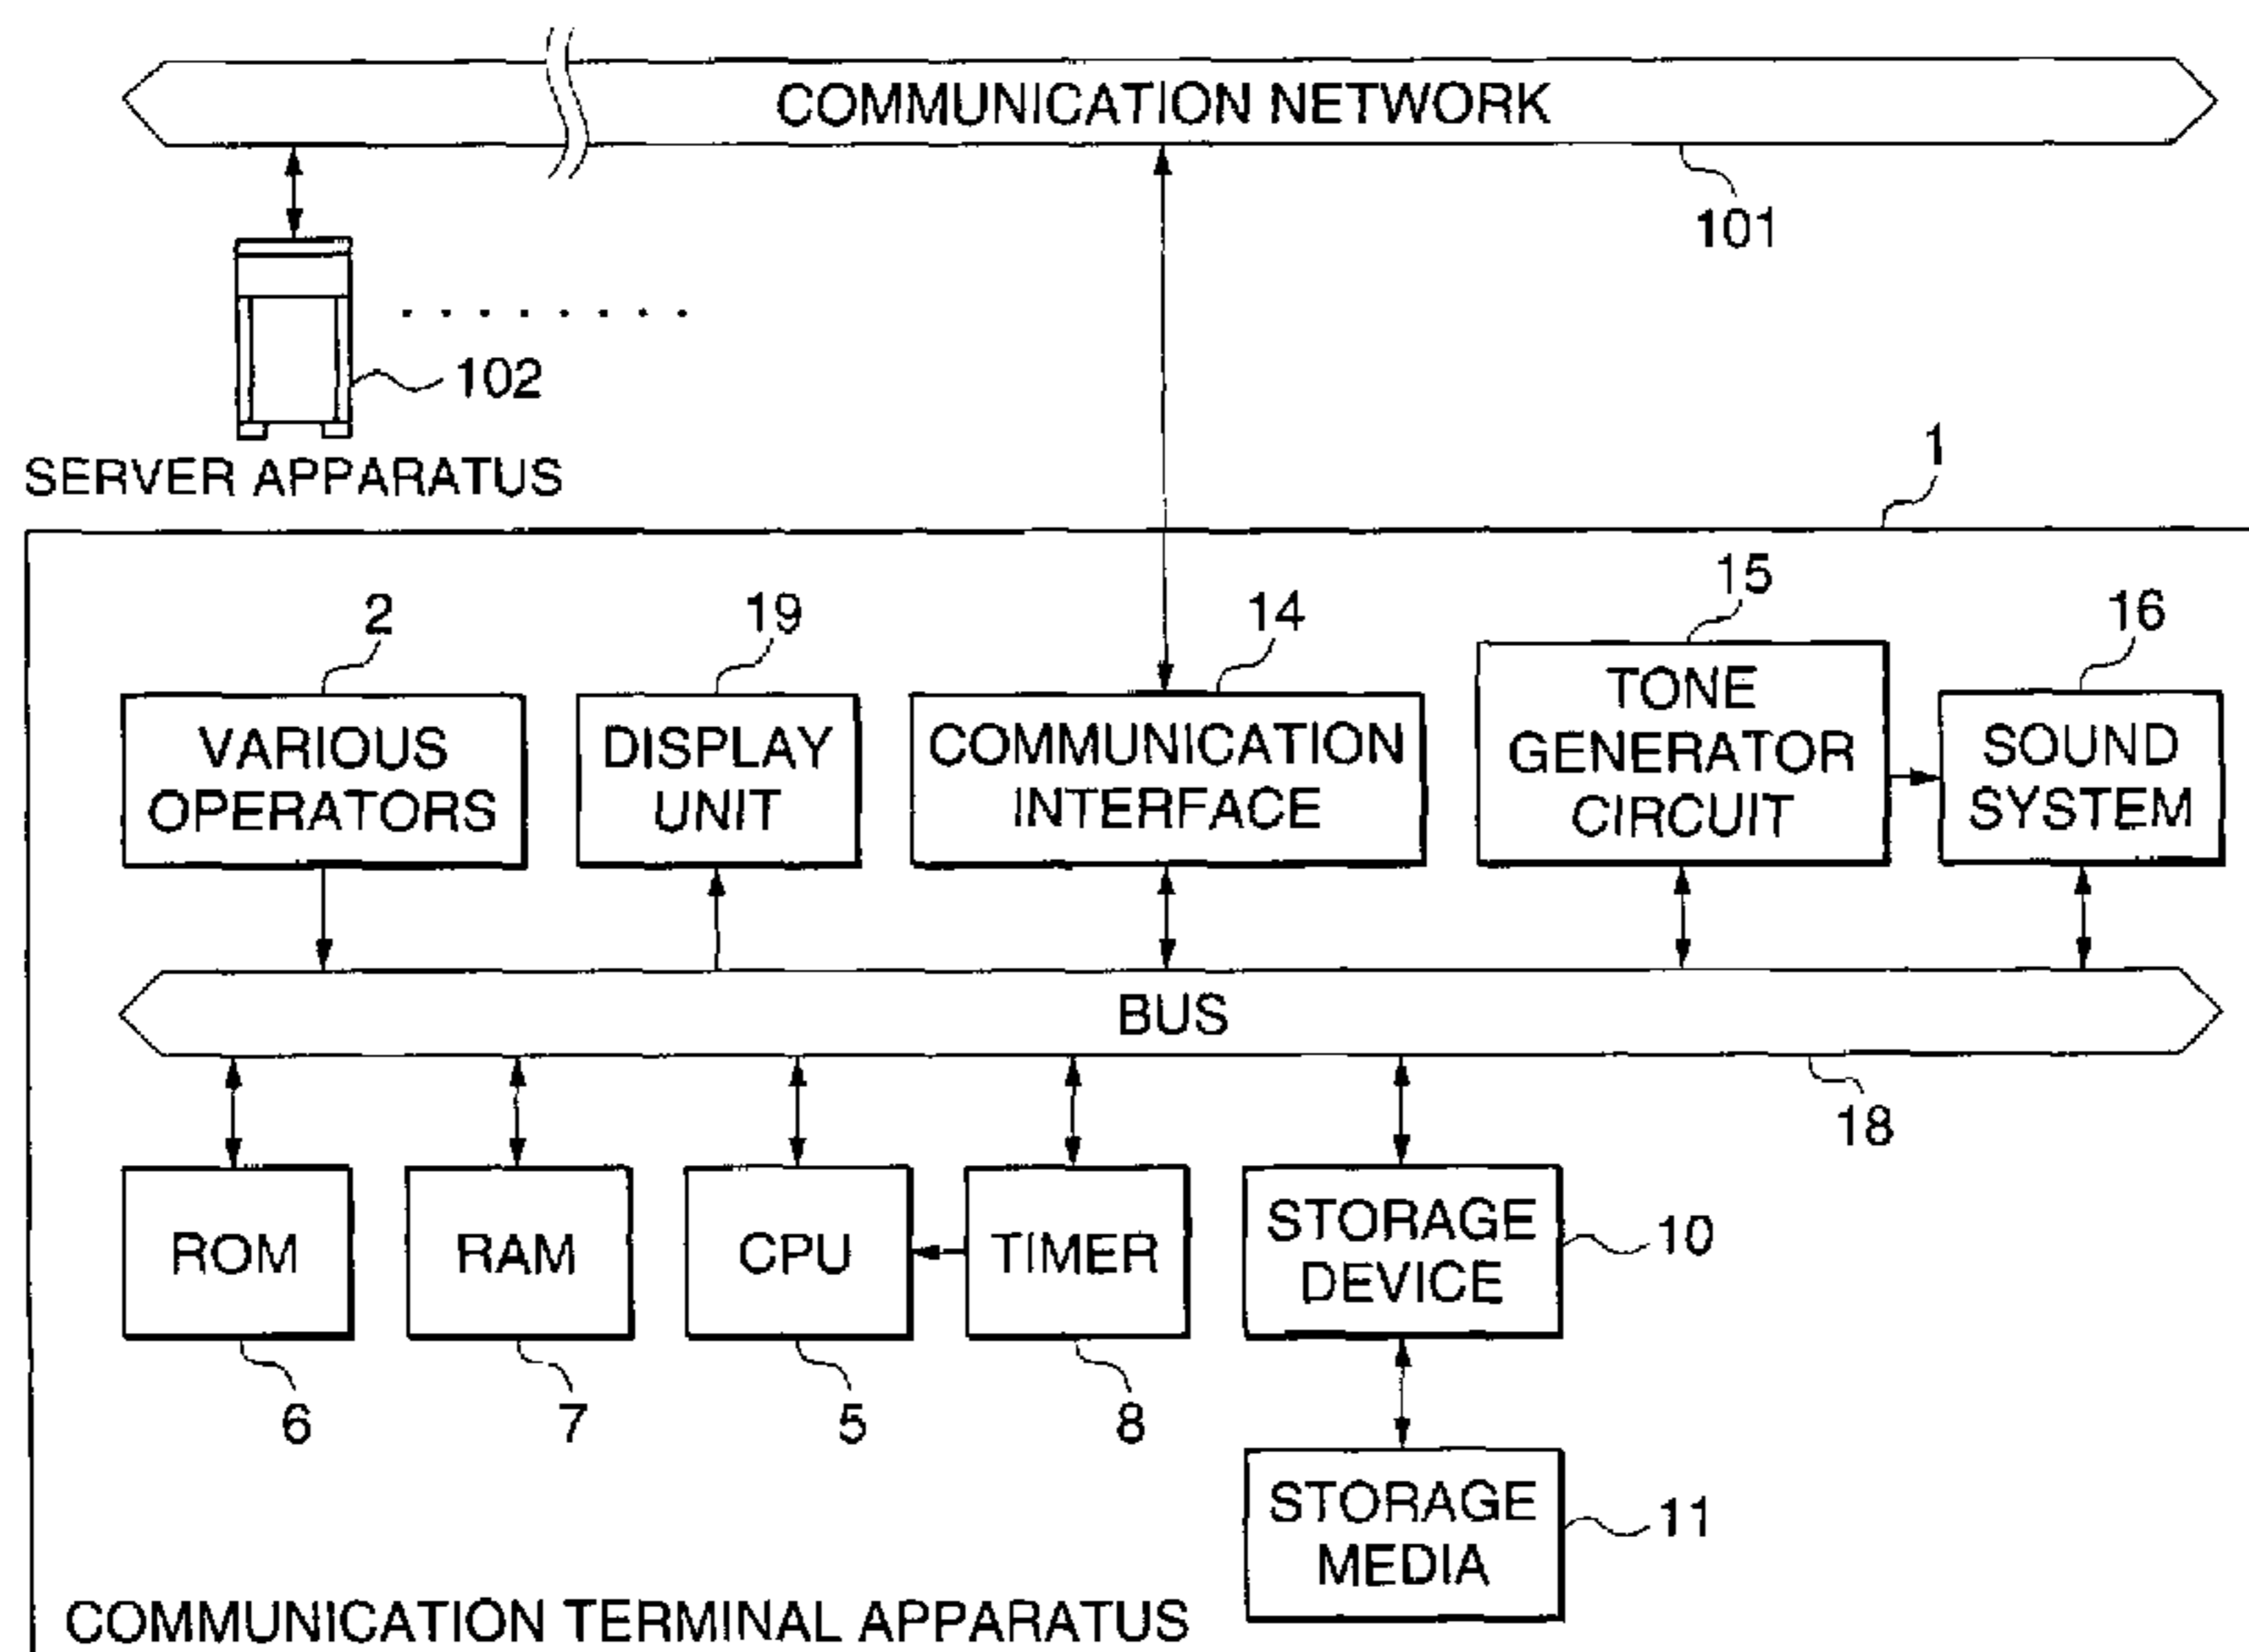 COMMUNICATION NETWORK
101
102
SERVER APPARATUS
1
2
19
14
15
16
VARIOUS
OPERATORS
DISPLAY
UNIT
COMMUNICATION
INTERFACE
TONE
GENERATOR
CIRCUIT
SOUND
SYSTEM
BUS
18
ROM
RAM
CPU
TIMER
STORAGE
DEVICE
10
6
7
5
8
STORAGE
MEDIA
11
COMMUNICATION TERMINAL APPARATUS